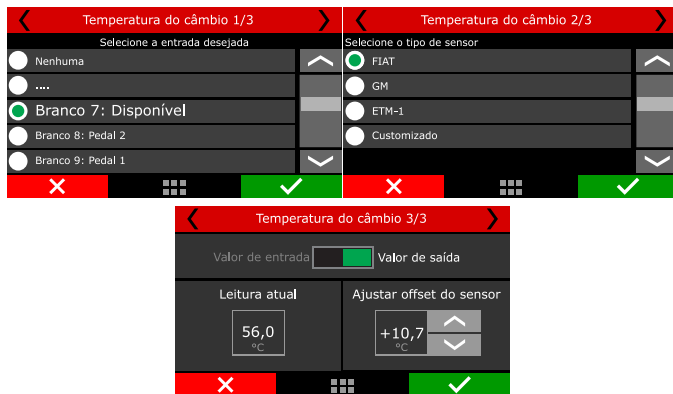 Temperatura do câmbio 1/3
Selecione a entrada desejada
Nenhuma
....
Branco 7: Disponível
Branco 8: Pedal 2
Branco 9: Pedal 1
Temperatura do câmbio 2/3
Selecione o tipo de sensor
FIAT
GM
ETM-1
Customizado
Temperatura do câmbio 3/3
Valor de entrada Valor de saída
Leitura atual
56,0
°C
Ajustar offset do sensor
+10,7
°C